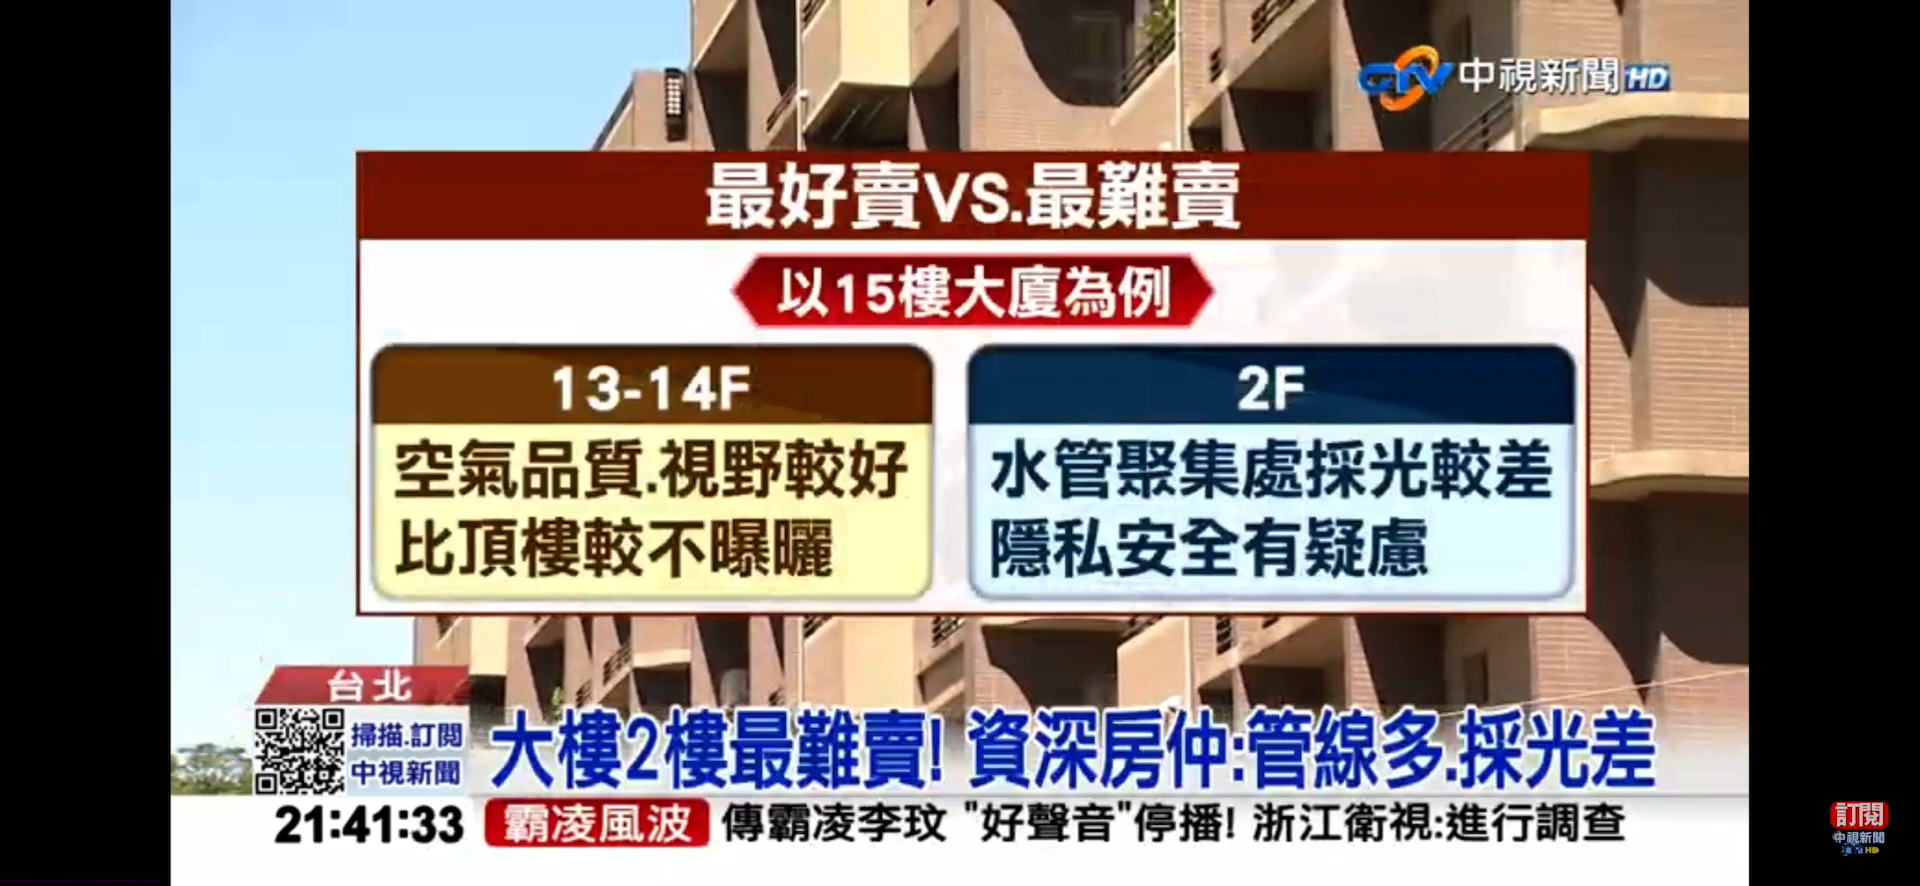 CTV 中視新聞 HD
最好賣VS.最難賣
以15樓大廈為例
13-14F
空氣品質.視野較好
比頂樓較不曝曬
2F
水管聚集處採光較差
隱私安全有疑慮
台北
掃描.訂閱
中視新聞
大樓2樓最難賣! 資深房仲:管線多.採光差
21:41:33
霸凌風波 傳霸凌李玟 "好聲音"停播! 浙江衛視:進行調查
訂閱
中視新聞
HD